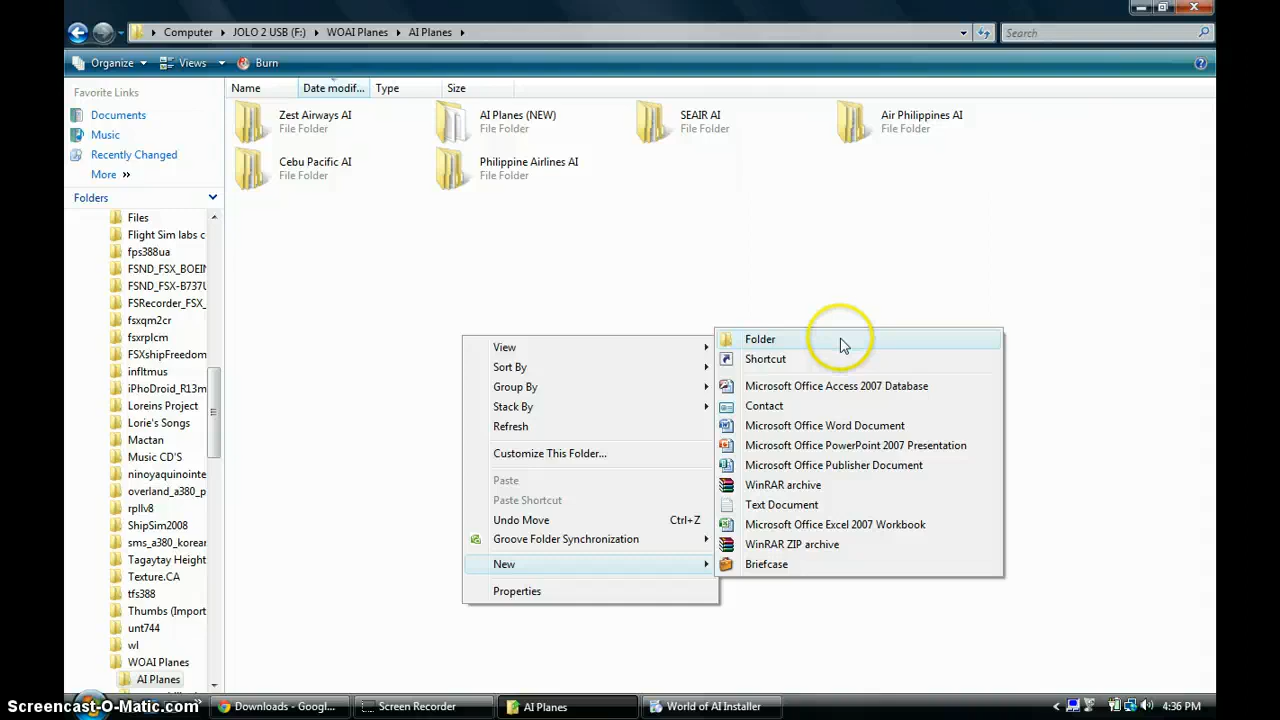 Computer JOLO 2 USB (F:) WOAI Planes AI Planes
Search
Organize Views Burn
Favorite Links
Documents
Music
Recently Changed
More »
Folders
Files
Flight Sim labs c
fps388ua
FSND_FSX_BOEIN
FSND_FSX-B737U
FSRecorder_FSX_
fsxqm2cr
fsxrplcm
FSXshipFreedom
infltmus
iPhoDroid_R13m
Loreins Project
Lorie's Songs
Mactan
Music CD'S
ninoyaquinointe
overland_a380_p
rpllv8
ShipSim2008
sms_a380_korear
Tagaytay Height
Texture.CA
tfs388
Thumbs (Import
unt744
wl
WOAI Planes
AI Planes
Name Date modif... Type Size
Zest Airways AI
File Folder
AI Planes (NEW)
File Folder
SEAIR AI
File Folder
Air Philippines AI
File Folder
Cebu Pacific AI
File Folder
Philippine Airlines AI
File Folder
View
Sort By
Group By
Stack By
Refresh
Customize This Folder...
Paste
Paste Shortcut
Undo Move Ctrl+Z
Groove Folder Synchronization
New
Properties
Folder
Shortcut
Microsoft Office Access 2007 Database
Contact
Microsoft Office Word Document
Microsoft Office PowerPoint 2007 Presentation
Microsoft Office Publisher Document
WinRAR archive
Text Document
Microsoft Office Excel 2007 Workbook
WinRAR ZIP archive
Briefcase
Screencast-O-Matic.com
Downloads - Googl...
Screen Recorder
AI Planes
World of AI Installer
4:36 PM